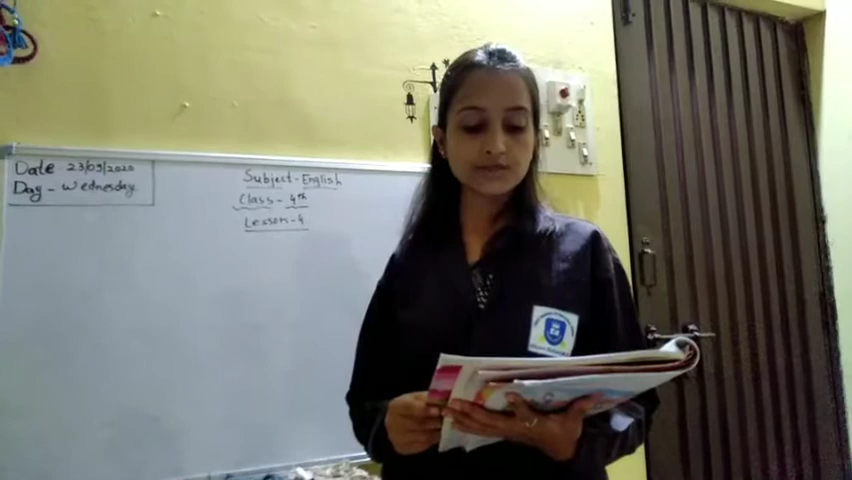 Date 23/09/2020
Day - Wednesday
Subject - English
Class - 4th
Lesson - 4